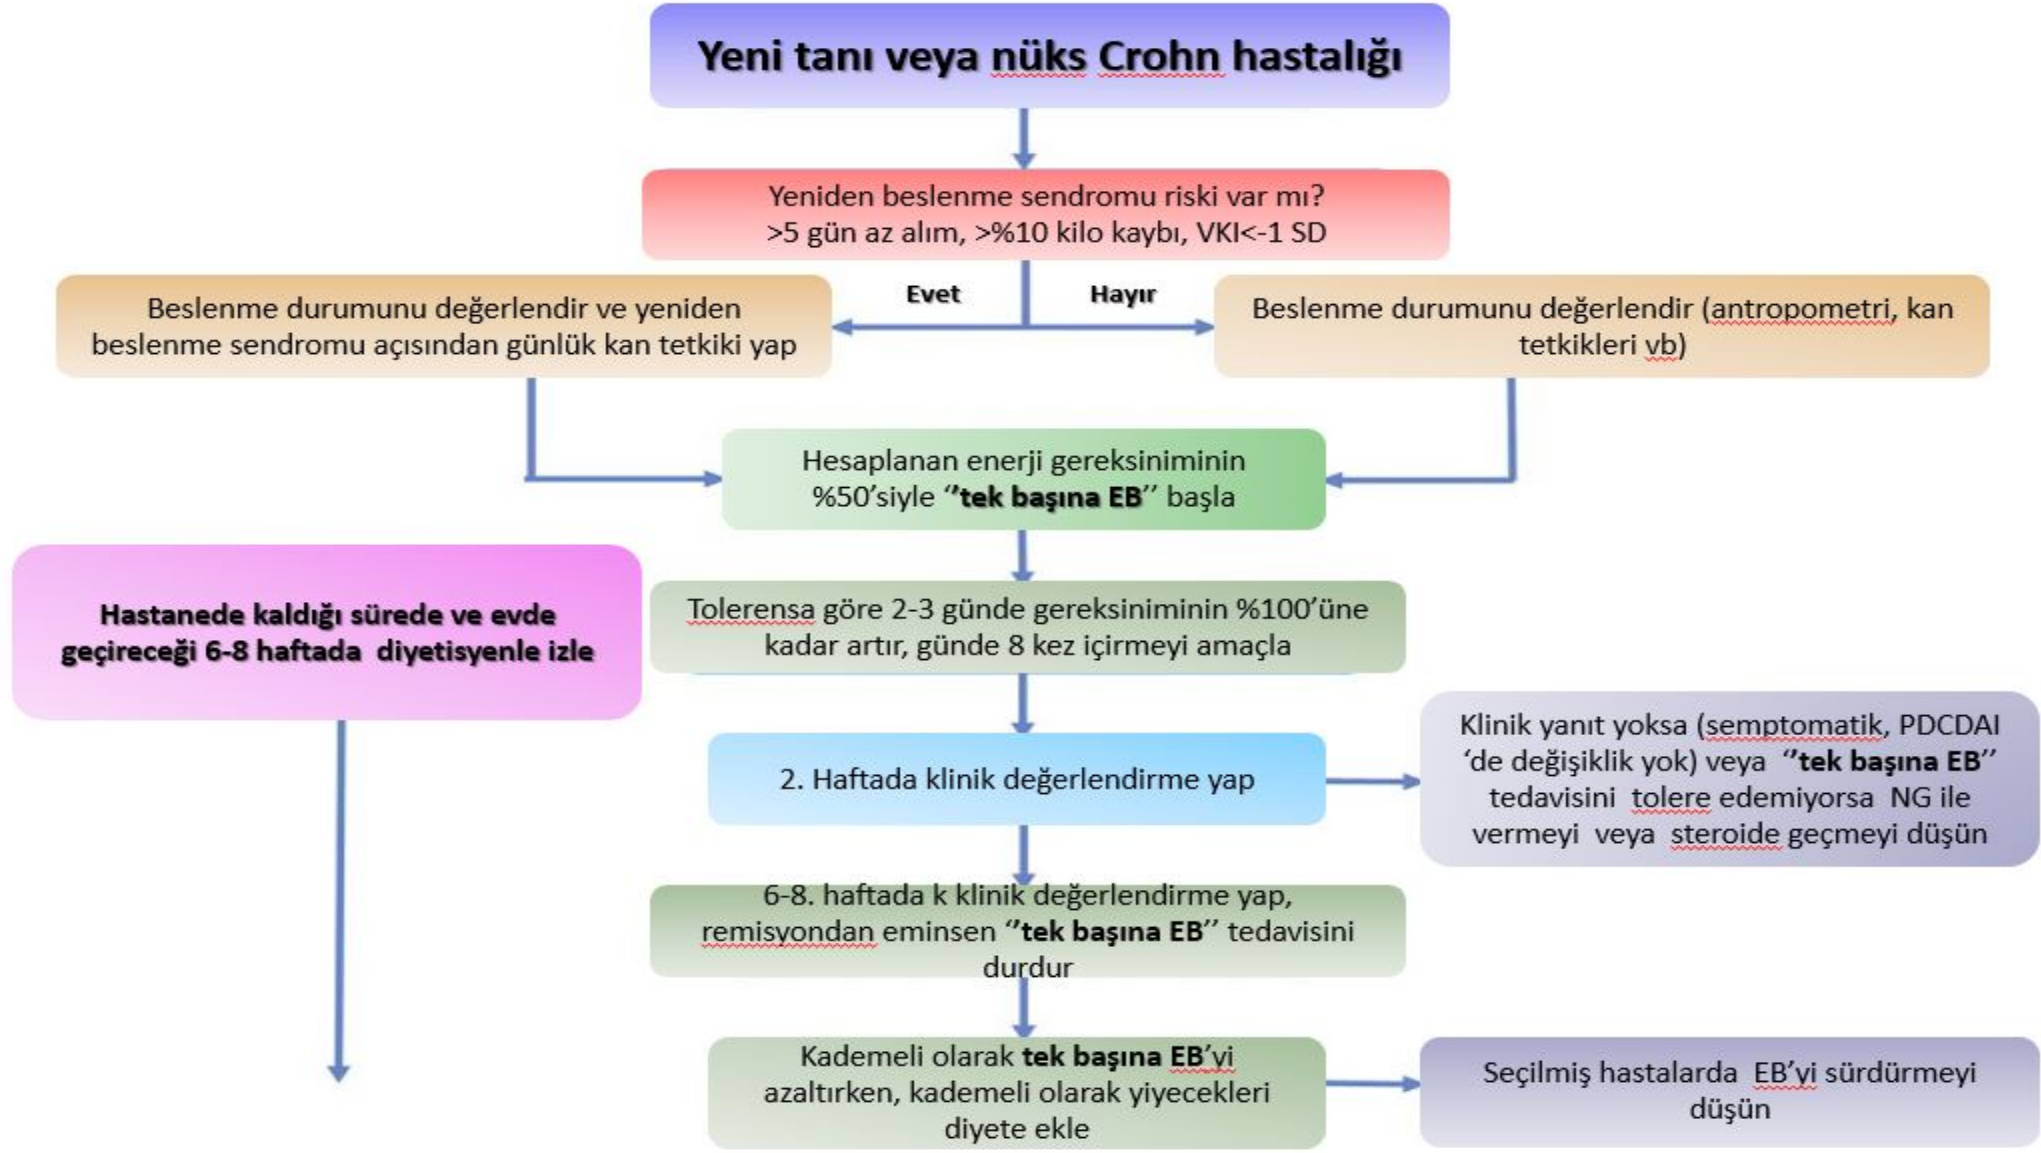 Yeni tanı veya nüks Crohn hastalığı
Yeniden beslenme sendromu riski var mı?
>5 gün az alım, >%10 kilo kaybı, VKI<-1 SD
Evet
Hayır
Beslenme durumunu değerlendir ve yeniden
beslenme sendromu açısından günlük kan tetkiki yap
Beslenme durumunu değerlendir (antropometri, kan
tetkikleri vb)
Hesaplanan enerji gereksiniminin
%50’siyle ‘’tek başına EB’’ başla
Hastanede kaldığı sürede ve evde
geçireceği 6-8 haftada diyetisyenle izle
Tolerensa göre 2-3 günde gereksiniminin %100’üne
kadar artır, günde 8 kez içirmeyi amaçla
2. Haftada klinik değerlendirme yap
Klinik yanıt yoksa (semptomatik, PDCDAI
‘de değişiklik yok) veya ‘’tek başına EB’’
tedavisini tolere edemiyorsa NG ile
vermeyi veya steroide geçmeyi düşün
6-8. haftada k klinik değerlendirme yap,
remisyondan eminsen ‘’tek başına EB’’ tedavisini
durdur
Kademeli olarak tek başına EB’yi
azaltırken, kademeli olarak yiyecekleri
diyete ekle
Seçilmiş hastalarda EB’yi sürdürmeyi
düşün